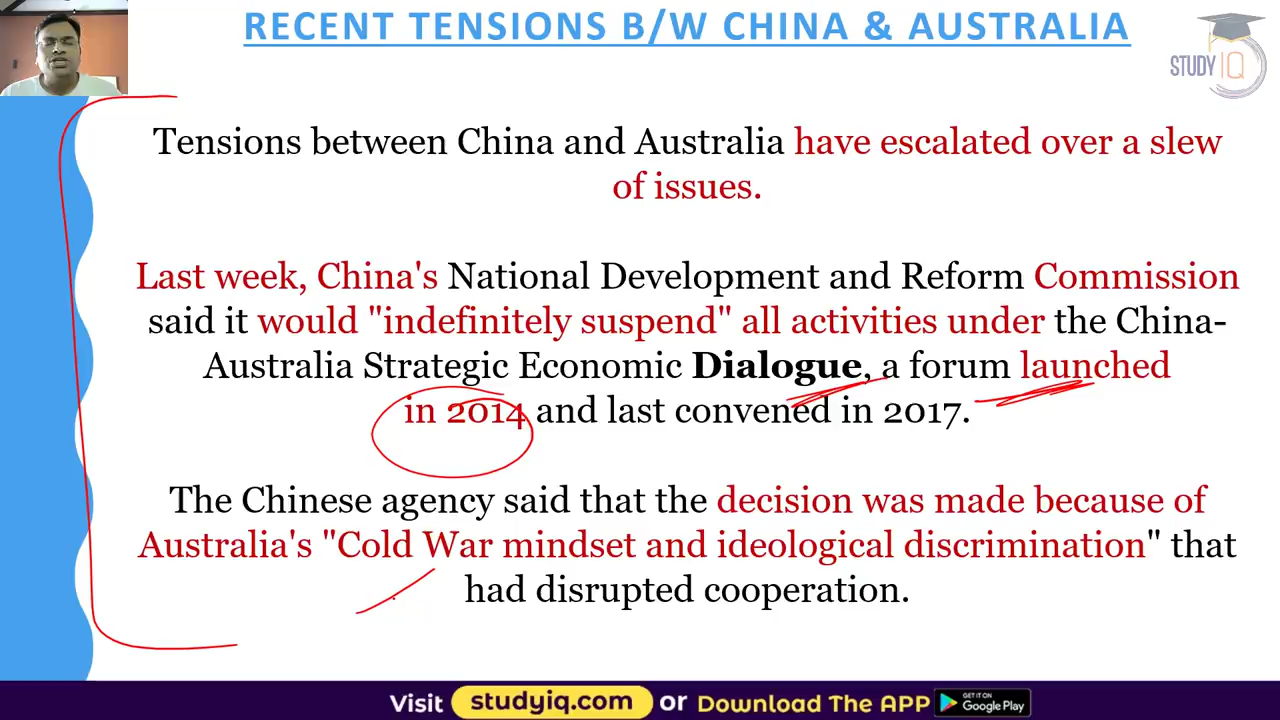 RECENT TENSIONS B/W CHINA & AUSTRALIA
STUDY IQ
Tensions between China and Australia have escalated over a slew
of issues.
Last week, China's National Development and Reform Commission
said it would "indefinitely suspend" all activities under the China-
Australia Strategic Economic Dialogue, a forum launched
in 2014 and last convened in 2017.
The Chinese agency said that the decision was made because of
Australia's "Cold War mindset and ideological discrimination" that
had disrupted cooperation.
Visit studyiq.com or Download The APP GET IT ON Google Play